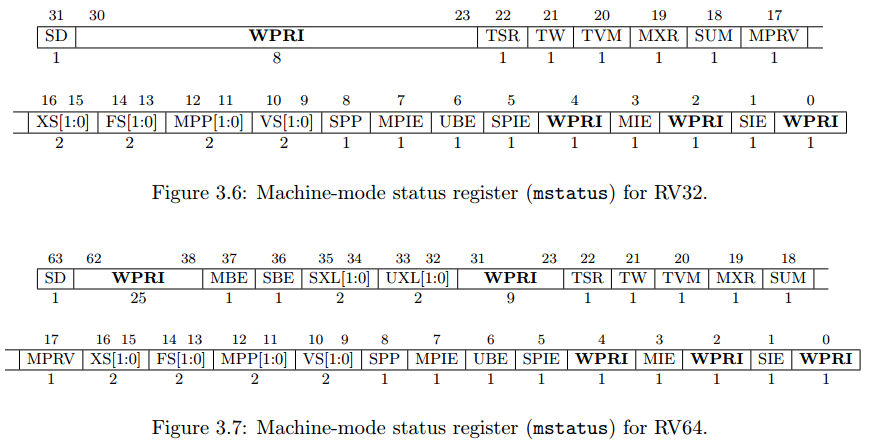 31 30 23 22 21 20 19 18 17
SD WPRI TSR TW TVM MXR SUM MPRV
1 8 1 1 1 1 1 1
16 15 14 13 12 11 10 9 8 7 6 5 4 3 2 1 0
XS[1:0] FS[1:0] MPP[1:0] VS[1:0] SPP MPIE UBE SPIE WPRI MIE WPRI SIE WPRI
2 2 2 2 1 1 1 1 1 1 1 1 1
Figure 3.6: Machine-mode status register (mstatus) for RV32.
63 62 38 37 36 35 34 33 32 31 23 22 21 20 19 18
SD WPRI MBE SBE SXL[1:0] UXL[1:0] WPRI TSR TW TVM MXR SUM
1 25 1 1 2 2 9 1 1 1 1 1
17 16 15 14 13 12 11 10 9 8 7 6 5 4 3 2 1 0
MPRV XS[1:0] FS[1:0] MPP[1:0] VS[1:0] SPP MPIE UBE SPIE WPRI MIE WPRI SIE WPRI
1 2 2 2 2 1 1 1 1 1 1 1 1 1
Figure 3.7: Machine-mode status register (mstatus) for RV64.